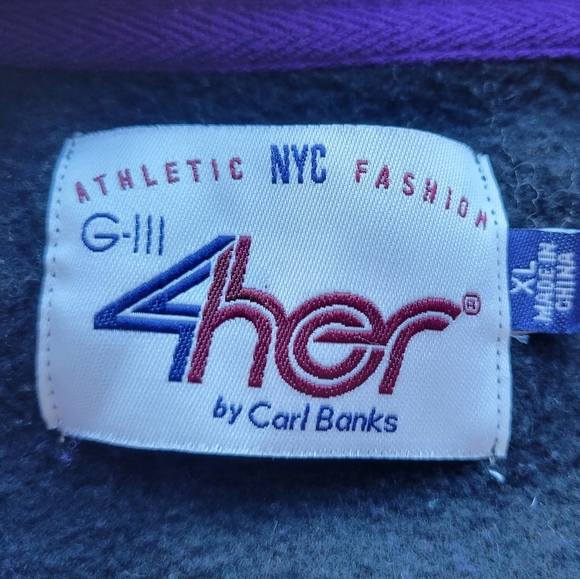 ATHLETIC NYC FASHION
G-III
4her®
by Carl Banks
XL
MADE IN
CHINA